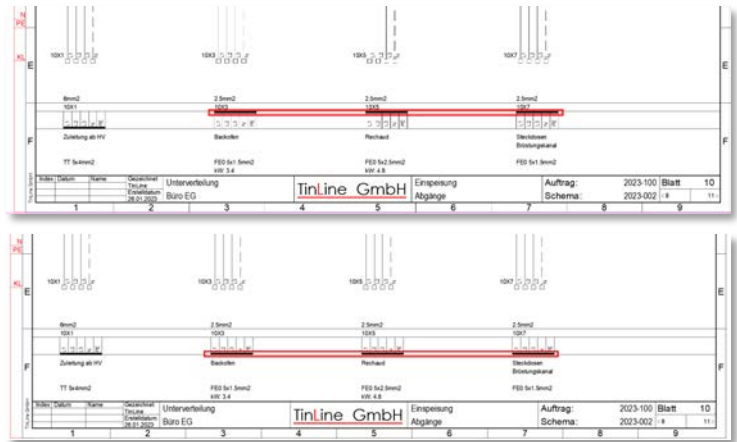 N
PE
10X1 10X3 10X5 10X7
KL
E E
6mm2 2.5mm2 2.5mm2 2.5mm2
10X1 10X3 10X5 10X7
F F
Zuleitung ab HV Backofen Rechaud Steckdosen
Brüstungskanal
TT 5x4mm2 FE0 5x1.5mm2 FE0 5x2.5mm2 FE0 5x1.5mm2
kW: 3.4 kW: 4.8
Index Datum Name Gezeichnet Unterverteilung TinLine GmbH Einspeisung Auftrag: 2023-100 Blatt 10
TinLine
Erstelldatum Büro EG Abgänge Schema: 2023-002 9 11
26.01.2023
1 2 3 4 5 6 7 8 9
N
PE
10X1 10X3 10X5 10X7
KL
E E
6mm2 2.5mm2 2.5mm2 2.5mm2
10X1 10X3 10X5 10X7
F F
Zuleitung ab HV Backofen Rechaud Steckdosen
Brüstungskanal
TT 5x4mm2 FE0 5x1.5mm2 FE0 5x2.5mm2 FE0 5x1.5mm2
kW: 3.4 kW: 4.8
Index Datum Name Gezeichnet Unterverteilung TinLine GmbH Einspeisung Auftrag: 2023-100 Blatt 10
TinLine
Erstelldatum Büro EG Abgänge Schema: 2023-002 11
26.01.2023
1 2 3 4 5 6 7 8 9